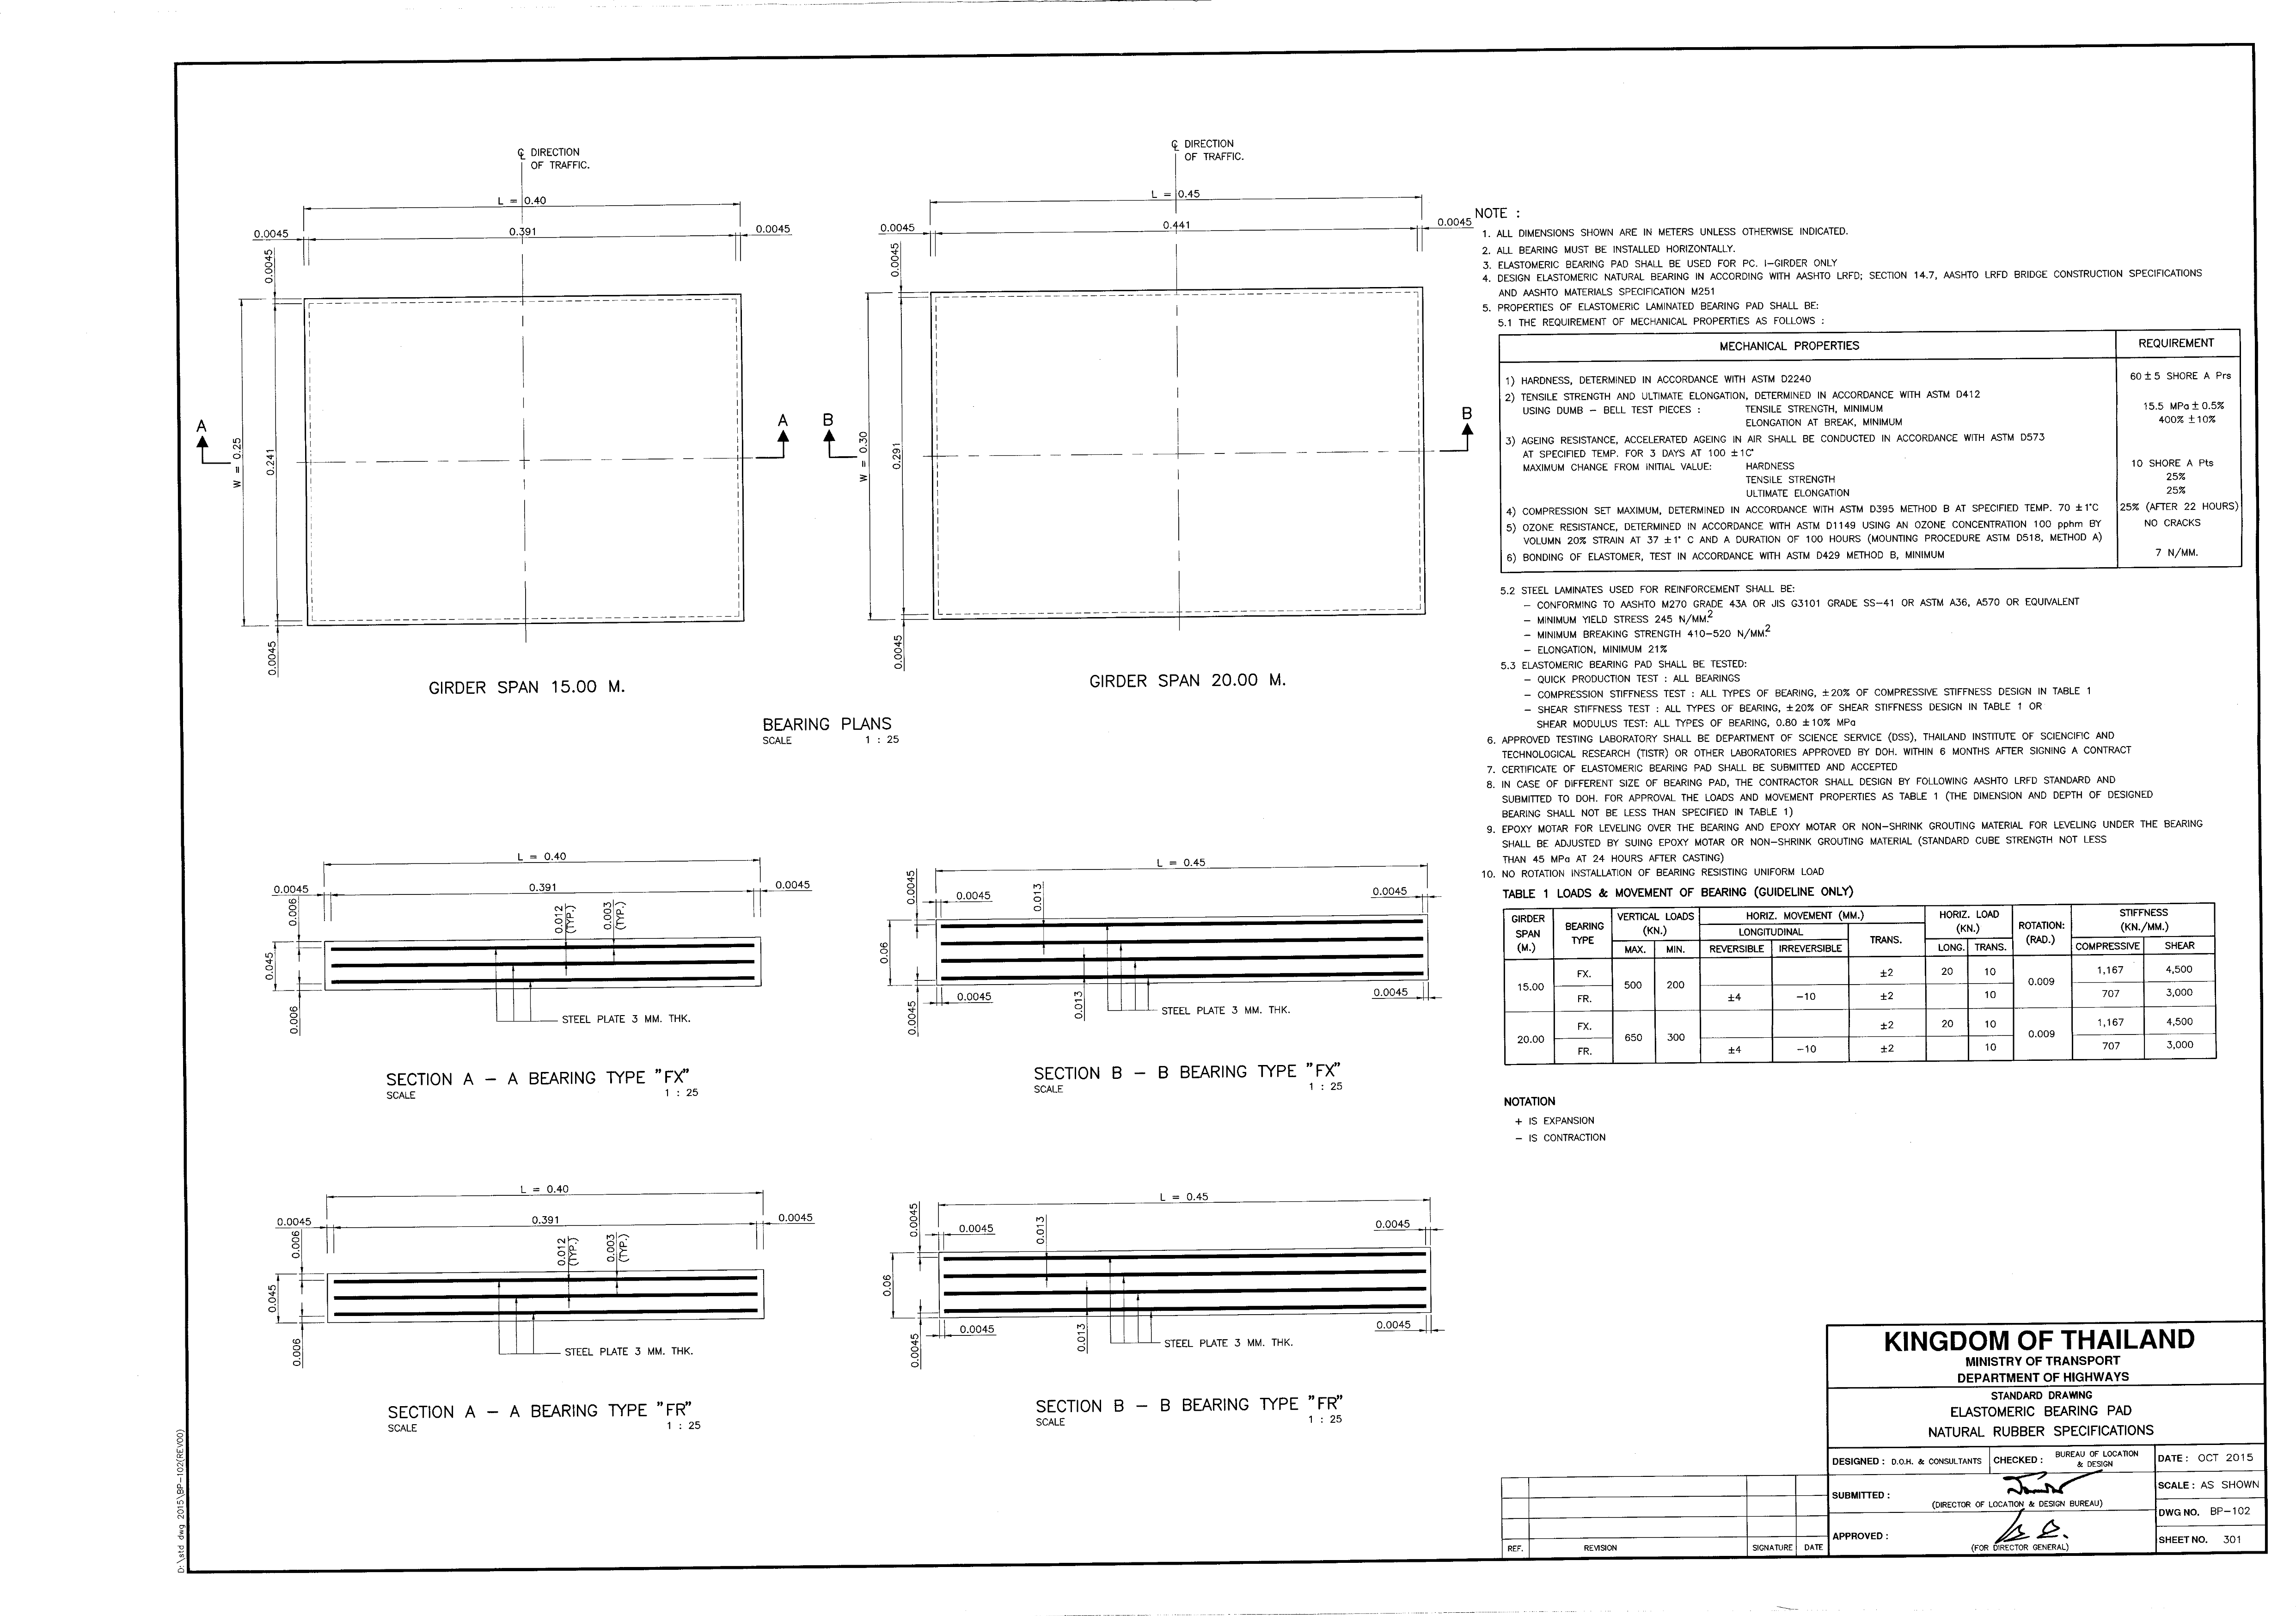 ℄ DIRECTION
OF TRAFFIC.
L = 0.40
0.0045
0.391
0.0045
0.0045
A
A
W = 0.25
0.241
0.0045
GIRDER SPAN 15.00 M.
℄ DIRECTION
OF TRAFFIC.
L = 0.45
0.0045
0.441
0.0045
0.0045
B
B
W = 0.30
0.291
0.0045
GIRDER SPAN 20.00 M.
BEARING PLANS
SCALE 1 : 25
L = 0.40
0.0045
0.391
0.0045
0.006
0.012
(TYP.)
0.003
(TYP.)
0.045
0.006
STEEL PLATE 3 MM. THK.
SECTION A - A BEARING TYPE "FX"
SCALE 1 : 25
L = 0.45
0.0045
0.0045
0.013
0.0045
0.06
0.0045
0.0045
0.013
0.0045
STEEL PLATE 3 MM. THK.
SECTION B - B BEARING TYPE "FX"
SCALE 1 : 25
L = 0.40
0.0045
0.391
0.0045
0.006
0.012
(TYP.)
0.003
(TYP.)
0.045
0.006
STEEL PLATE 3 MM. THK.
SECTION A - A BEARING TYPE "FR"
SCALE 1 : 25
L = 0.45
0.0045
0.0045
0.013
0.0045
0.06
0.0045
0.0045
0.013
0.0045
STEEL PLATE 3 MM. THK.
SECTION B - B BEARING TYPE "FR"
SCALE 1 : 25
NOTE :
1. ALL DIMENSIONS SHOWN ARE IN METERS UNLESS OTHERWISE INDICATED.
2. ALL BEARING MUST BE INSTALLED HORIZONTALLY.
3. ELASTOMERIC BEARING PAD SHALL BE USED FOR PC. I-GIRDER ONLY
4. DESIGN ELASTOMERIC NATURAL BEARING IN ACCORDING WITH AASHTO LRFD; SECTION 14.7, AASHTO LRFD BRIDGE CONSTRUCTION SPECIFICATIONS
AND AASHTO MATERIALS SPECIFICATION M251
5. PROPERTIES OF ELASTOMERIC LAMINATED BEARING PAD SHALL BE:
5.1 THE REQUIREMENT OF MECHANICAL PROPERTIES AS FOLLOWS :
MECHANICAL PROPERTIES REQUIREMENT
1) HARDNESS, DETERMINED IN ACCORDANCE WITH ASTM D2240 60 ± 5 SHORE A Prs
2) TENSILE STRENGTH AND ULTIMATE ELONGATION, DETERMINED IN ACCORDANCE WITH ASTM D412
USING DUMB - BELL TEST PIECES : TENSILE STRENGTH, MINIMUM 15.5 MPa ± 0.5%
ELONGATION AT BREAK, MINIMUM 400% ±10%
3) AGEING RESISTANCE, ACCELERATED AGEING IN AIR SHALL BE CONDUCTED IN ACCORDANCE WITH ASTM D573
AT SPECIFIED TEMP. FOR 3 DAYS AT 100 ±1C°
MAXIMUM CHANGE FROM INITIAL VALUE: HARDNESS 10 SHORE A Pts
TENSILE STRENGTH 25%
ULTIMATE ELONGATION 25%
4) COMPRESSION SET MAXIMUM, DETERMINED IN ACCORDANCE WITH ASTM D395 METHOD B AT SPECIFIED TEMP. 70 ±1°C 25% (AFTER 22 HOURS)
5) OZONE RESISTANCE, DETERMINED IN ACCORDANCE WITH ASTM D1149 USING AN OZONE CONCENTRATION 100 pphm BY NO CRACKS
VOLUMN 20% STRAIN AT 37 ±1° C AND A DURATION OF 100 HOURS (MOUNTING PROCEDURE ASTM D518, METHOD A)
6) BONDING OF ELASTOMER, TEST IN ACCORDANCE WITH ASTM D429 METHOD B, MINIMUM 7 N/MM.
5.2 STEEL LAMINATES USED FOR REINFORCEMENT SHALL BE:
- CONFORMING TO AASHTO M270 GRADE 43A OR JIS G3101 GRADE SS-41 OR ASTM A36, A570 OR EQUIVALENT
- MINIMUM YIELD STRESS 245 N/MM.2
- MINIMUM BREAKING STRENGTH 410-520 N/MM.2
- ELONGATION, MINIMUM 21%
5.3 ELASTOMERIC BEARING PAD SHALL BE TESTED:
- QUICK PRODUCTION TEST : ALL BEARINGS
- COMPRESSION STIFFNESS TEST : ALL TYPES OF BEARING, ±20% OF COMPRESSIVE STIFFNESS DESIGN IN TABLE 1
- SHEAR STIFFNESS TEST : ALL TYPES OF BEARING, ±20% OF SHEAR STIFFNESS DESIGN IN TABLE 1 OR
SHEAR MODULUS TEST: ALL TYPES OF BEARING, 0.80 ±10% MPa
6. APPROVED TESTING LABORATORY SHALL BE DEPARTMENT OF SCIENCE SERVICE (DSS), THAILAND INSTITUTE OF SCIENCIFIC AND
TECHNOLOGICAL RESEARCH (TISTR) OR OTHER LABORATORIES APPROVED BY DOH. WITHIN 6 MONTHS AFTER SIGNING A CONTRACT
7. CERTIFICATE OF ELASTOMERIC BEARING PAD SHALL BE SUBMITTED AND ACCEPTED
8. IN CASE OF DIFFERENT SIZE OF BEARING PAD, THE CONTRACTOR SHALL DESIGN BY FOLLOWING AASHTO LRFD STANDARD AND
SUBMITTED TO DOH. FOR APPROVAL THE LOADS AND MOVEMENT PROPERTIES AS TABLE 1 (THE DIMENSION AND DEPTH OF DESIGNED
BEARING SHALL NOT BE LESS THAN SPECIFIED IN TABLE 1)
9. EPOXY MOTAR FOR LEVELING OVER THE BEARING AND EPOXY MOTAR OR NON-SHRINK GROUTING MATERIAL FOR LEVELING UNDER THE BEARING
SHALL BE ADJUSTED BY SUING EPOXY MOTAR OR NON-SHRINK GROUTING MATERIAL (STANDARD CUBE STRENGTH NOT LESS
THAN 45 MPa AT 24 HOURS AFTER CASTING)
10. NO ROTATION INSTALLATION OF BEARING RESISTING UNIFORM LOAD
TABLE 1 LOADS & MOVEMENT OF BEARING (GUIDELINE ONLY)
GIRDER SPAN (M.) BEARING TYPE VERTICAL LOADS (KN.) HORIZ. MOVEMENT (MM.) HORIZ. LOAD (KN.) ROTATION: (RAD.) STIFFNESS (KN./MM.)
LONGITUDINAL TRANS.
MAX. MIN. REVERSIBLE IRREVERSIBLE LONG. TRANS. COMPRESSIVE SHEAR
15.00 FX. 500 200 ±2 20 10 0.009 1,167 4,500
FR. ±4 -10 ±2 10 707 3,000
20.00 FX. 650 300 ±2 20 10 0.009 1,167 4,500
FR. ±4 -10 ±2 10 707 3,000
NOTATION
+ IS EXPANSION
- IS CONTRACTION
KINGDOM OF THAILAND
MINISTRY OF TRANSPORT
DEPARTMENT OF HIGHWAYS
STANDARD DRAWING
ELASTOMERIC BEARING PAD
NATURAL RUBBER SPECIFICATIONS
DESIGNED : D.O.H. & CONSULTANTS
CHECKED : BUREAU OF LOCATION
& DESIGN
DATE : OCT 2015
SUBMITTED :
(DIRECTOR OF LOCATION & DESIGN BUREAU)
SCALE : AS SHOWN
DWG NO. BP-102
APPROVED :
(FOR DIRECTOR GENERAL)
SHEET NO. 301
REF. REVISION SIGNATURE DATE
D:\std dwg 2015\BP-102(REV00)